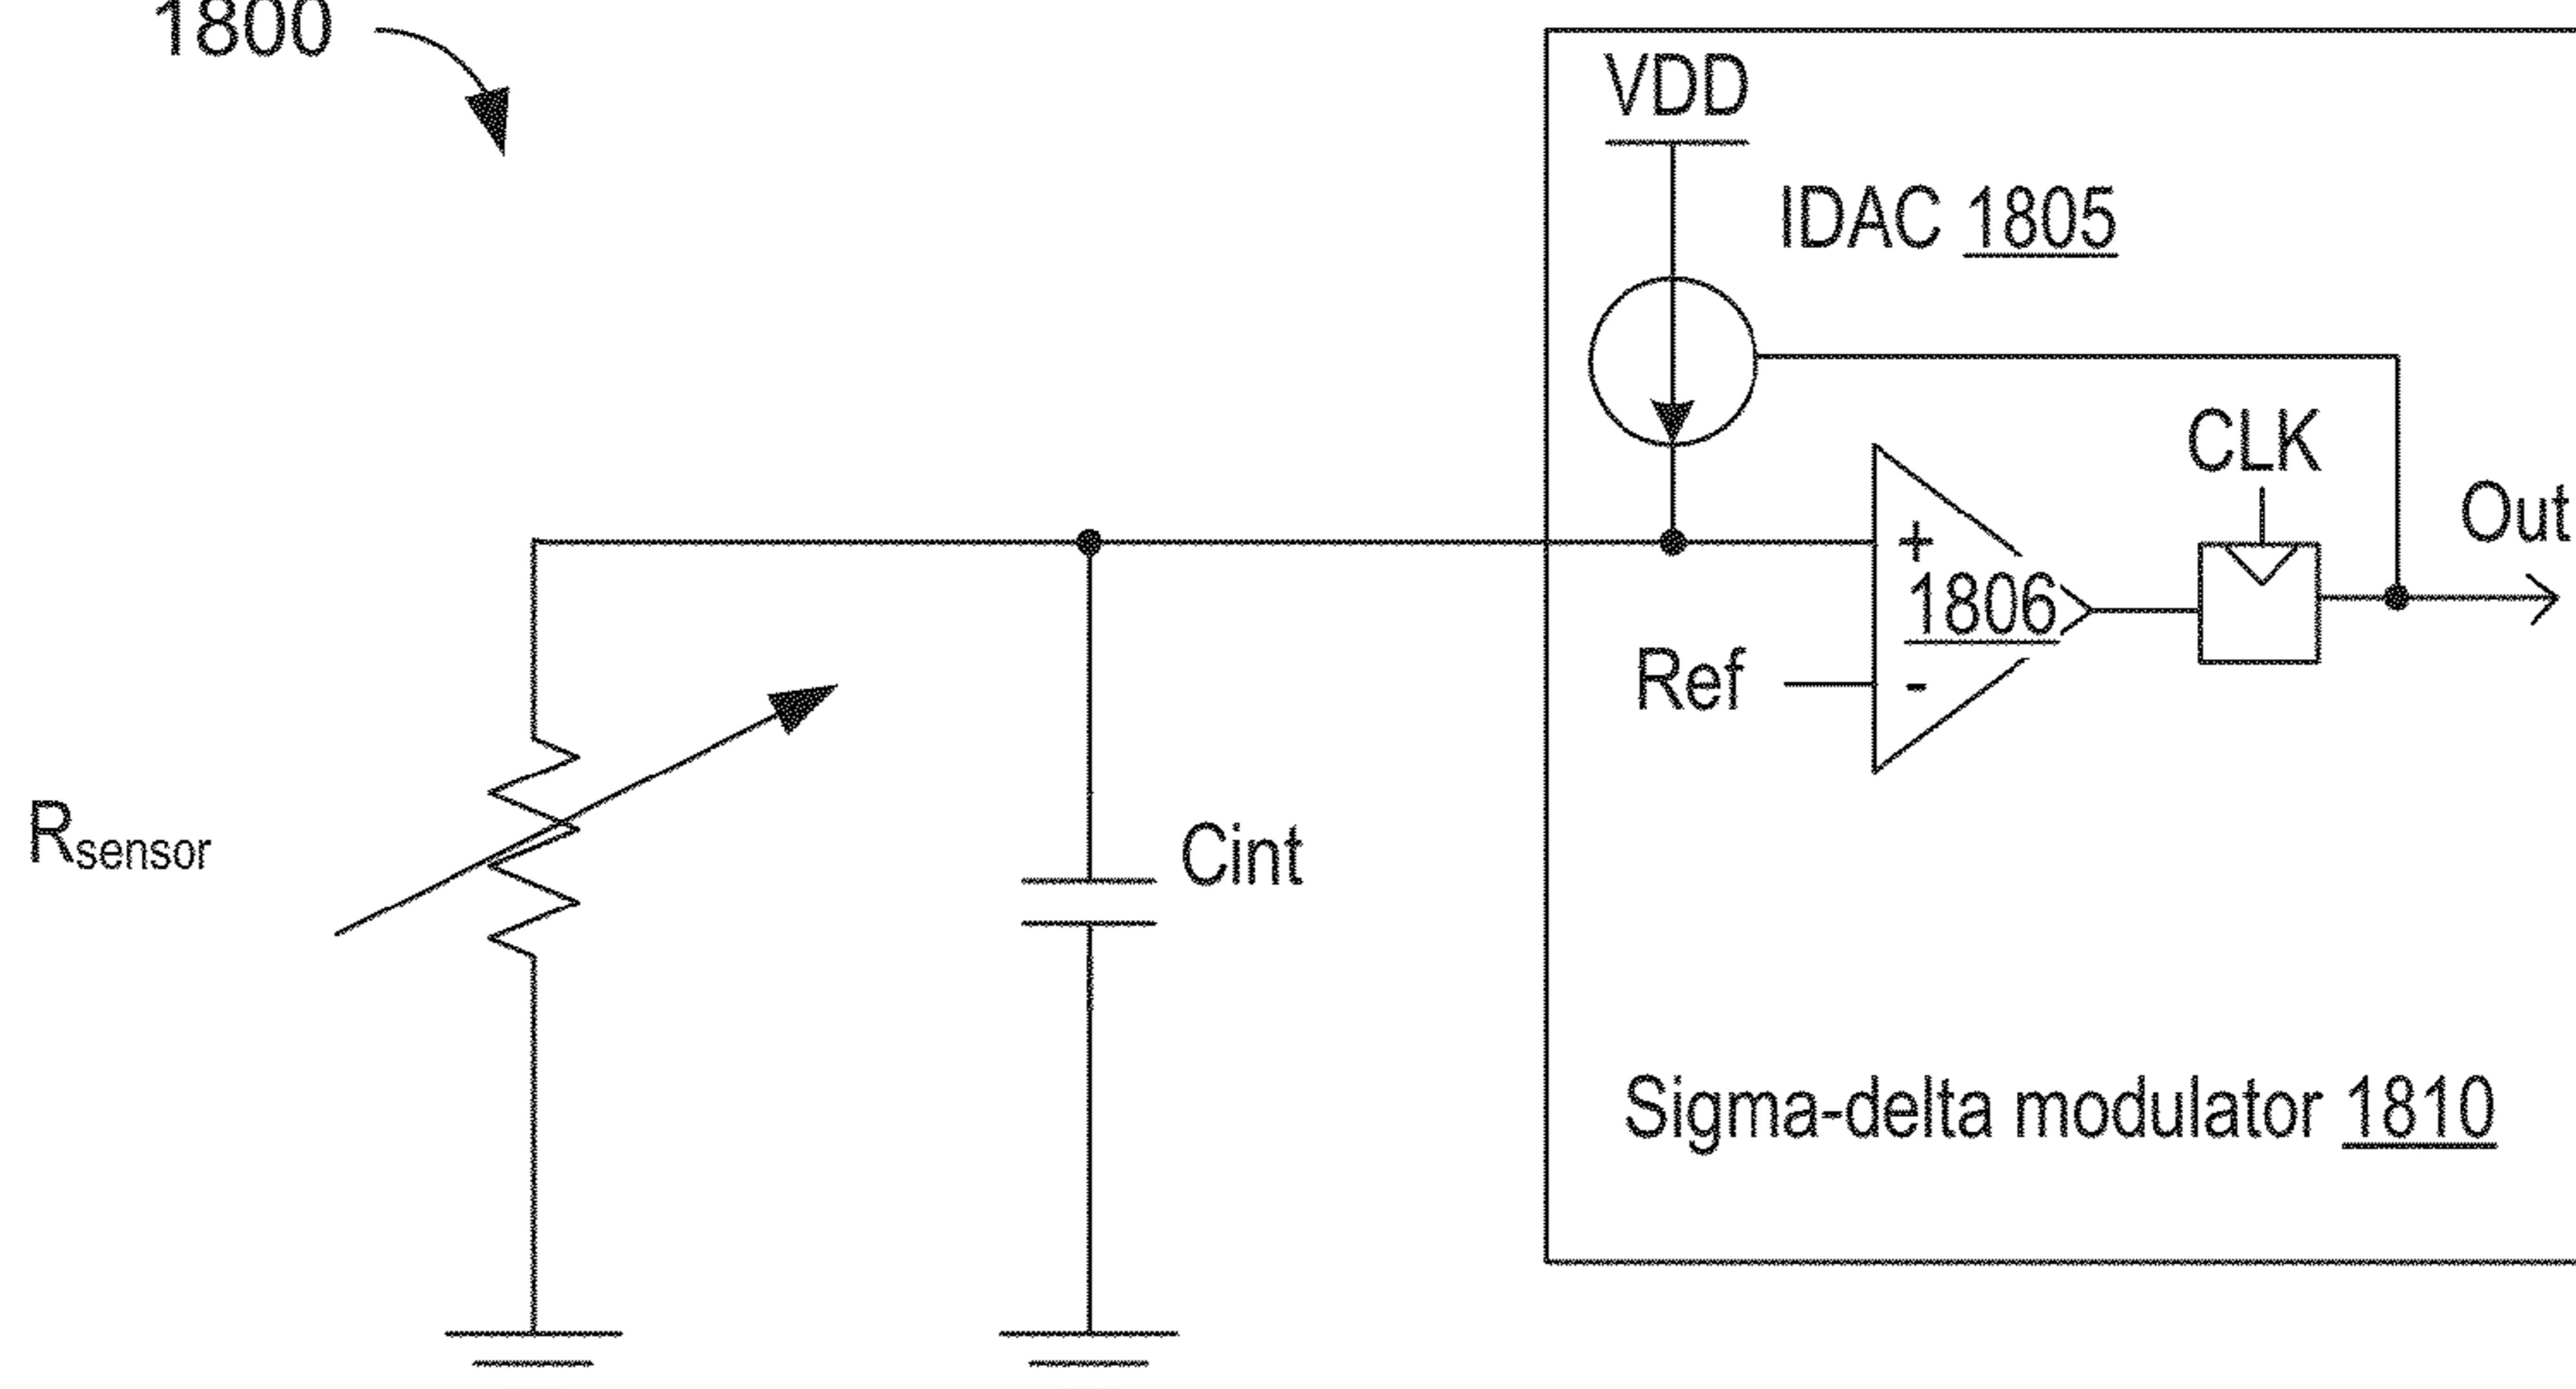 1800
VDD
IDAC 1805
CLK
Out
+
1806
Ref
-
Rsensor
Cint
Sigma-delta modulator 1810